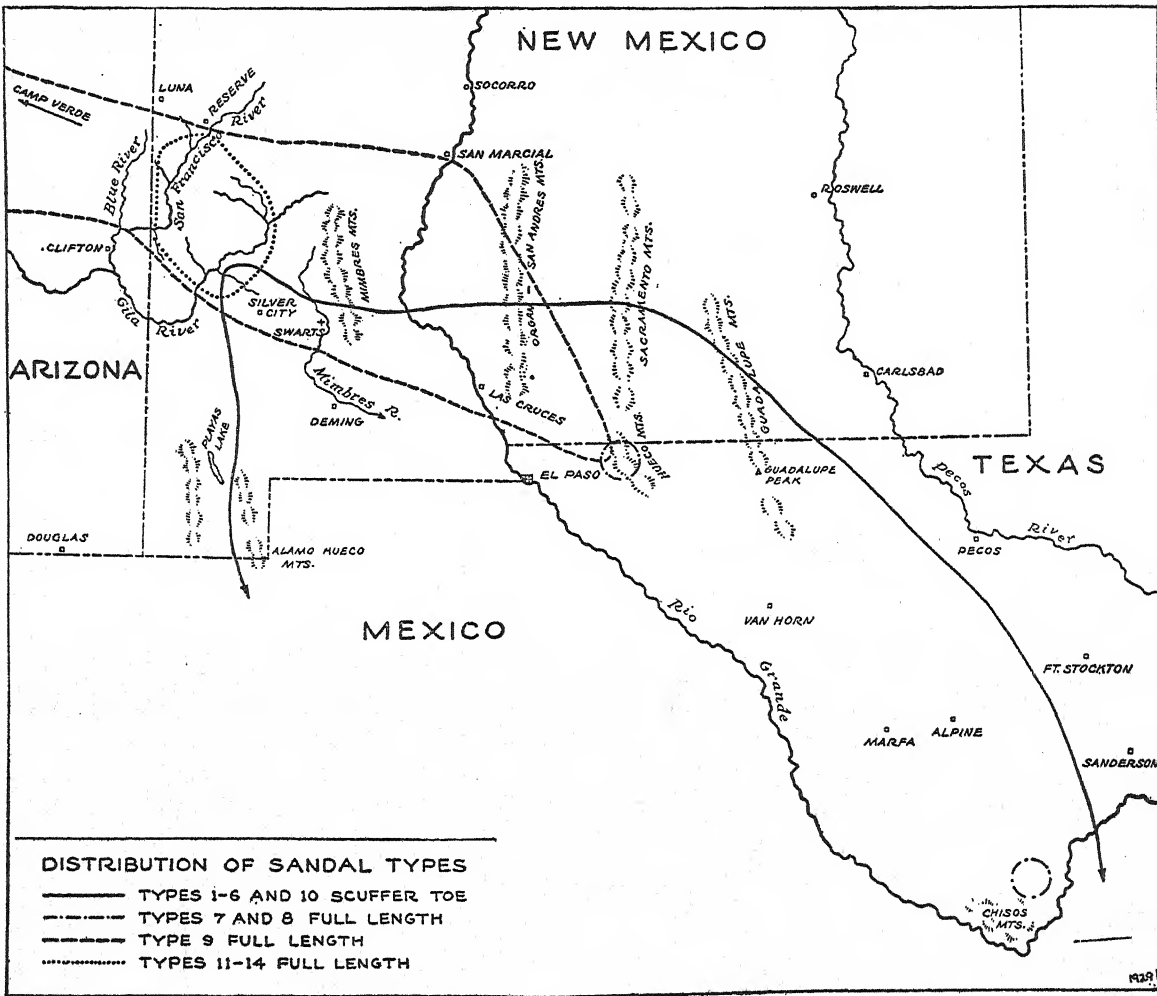 NEW MEXICO
SOCORRO
LUNA
RESERVE
CAMP VERDE
San Francisco River
Blue River
SAN MARCIAL
ROSWELL
CLIFTON
Gila River
MIMBRES MTS.
ORGAN - SAN ANDRES MTS.
SACRAMENTO MTS.
GUADALUPE MTS.
SILVER
CITY
SWARTS
Mimbres R.
ARIZONA
LAS CRUCES
CARLSBAD
DEMING
PLAYAS
LAKE
HUECO MTS.
EL PASO
GUADALUPE
PEAK
TEXAS
Pecos River
PECOS
DOUGLAS
ALAMO HUECO
MTS.
MEXICO
Rio Grande
VAN HORN
FT. STOCKTON
MARFA
ALPINE
SANDERSON
CHISOS
MTS.
DISTRIBUTION OF SANDAL TYPES
TYPES 1-6 AND 10 SCUFFER TOE
TYPES 7 AND 8 FULL LENGTH
TYPE 9 FULL LENGTH
TYPES 11-14 FULL LENGTH
1929